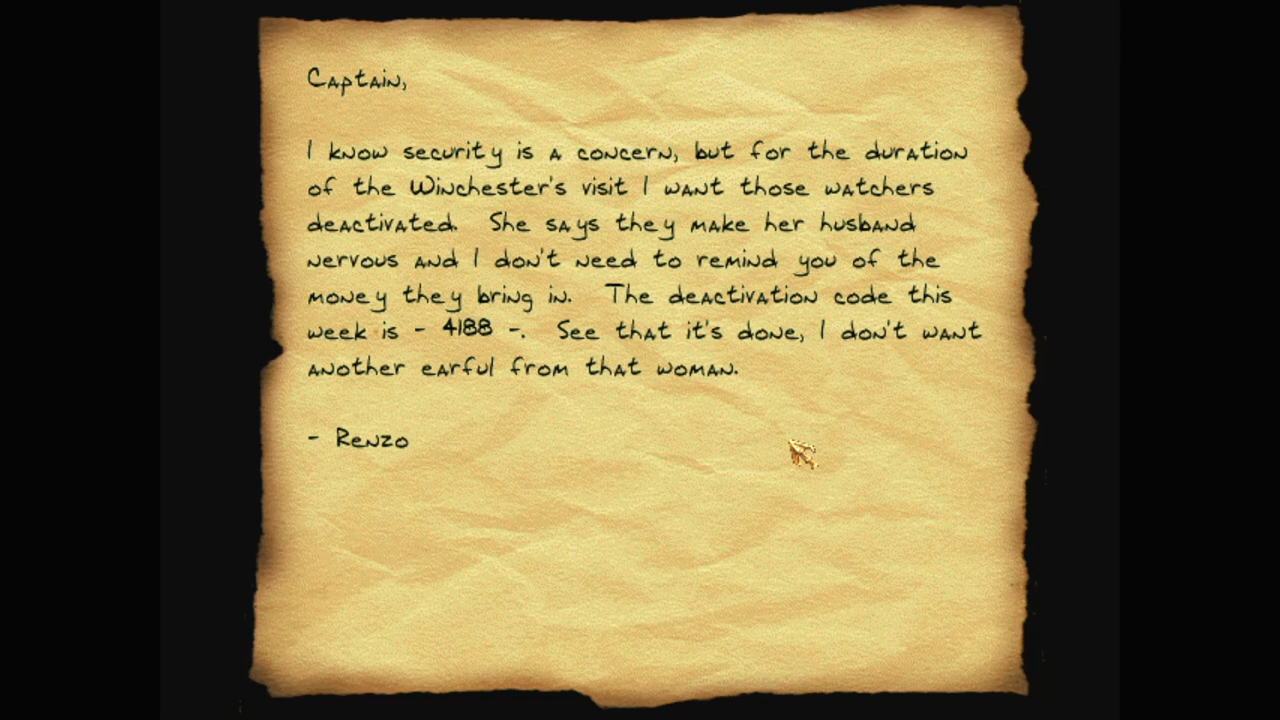 Captain,
I know security is a concern, but for the duration
of the Winchester's visit I want those watchers
deactivated. She says they make her husband
nervous and I don't need to remind you of the
money they bring in. The deactivation code this
week is - 4188 -. See that it's done, I don't want
another earful from that woman.
- Renzo